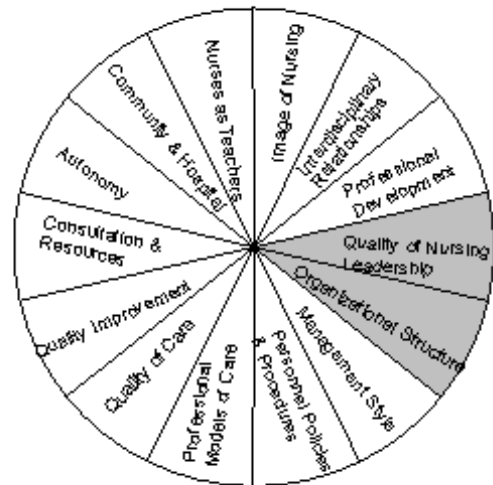 Image of Nursing
Interdisciplinary
Relationships
Professional
Development
Quality of Nursing
Leadership
Organizational Structure
Management Style
Personnel Policies
& Procedures
Professional
Models of Care
Quality of Care
Quality Improvement
Consultation &
Resources
Autonomy
Community & Hospital
Nurses as Teachers